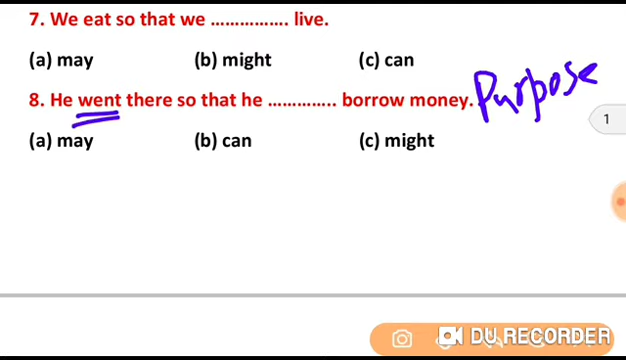 7. We eat so that we ................ live.
(a) may (b) might (c) can
8. He went there so that he .............. borrow money. Purpose
(a) may (b) can (c) might
1
DU RECORDER